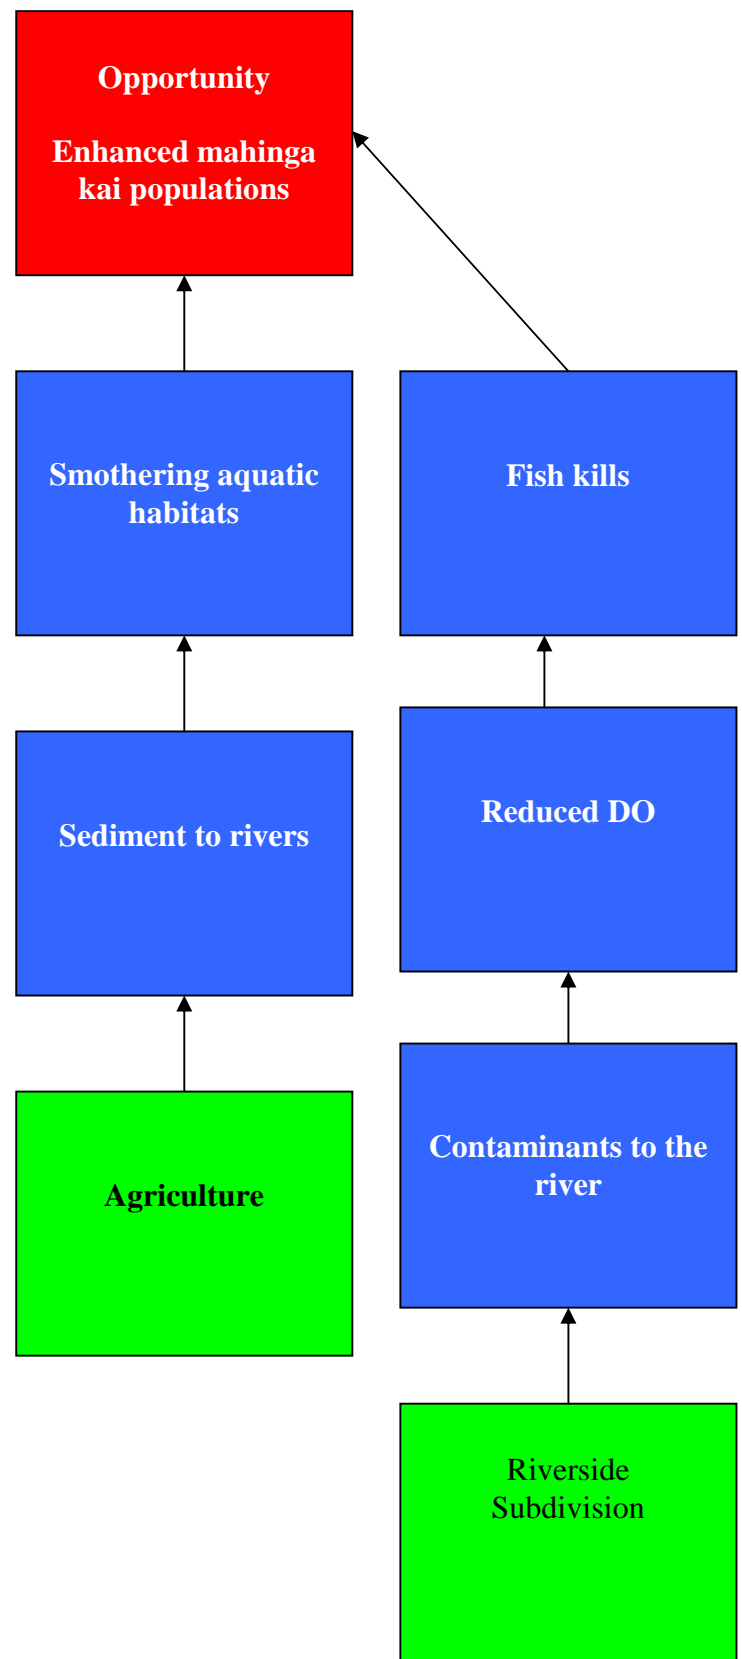 Opportunity
Enhanced mahinga
kai populations
Smothering aquatic
habitats
Fish kills
Sediment to rivers
Reduced DO
Agriculture
Contaminants to the
river
Riverside
Subdivision